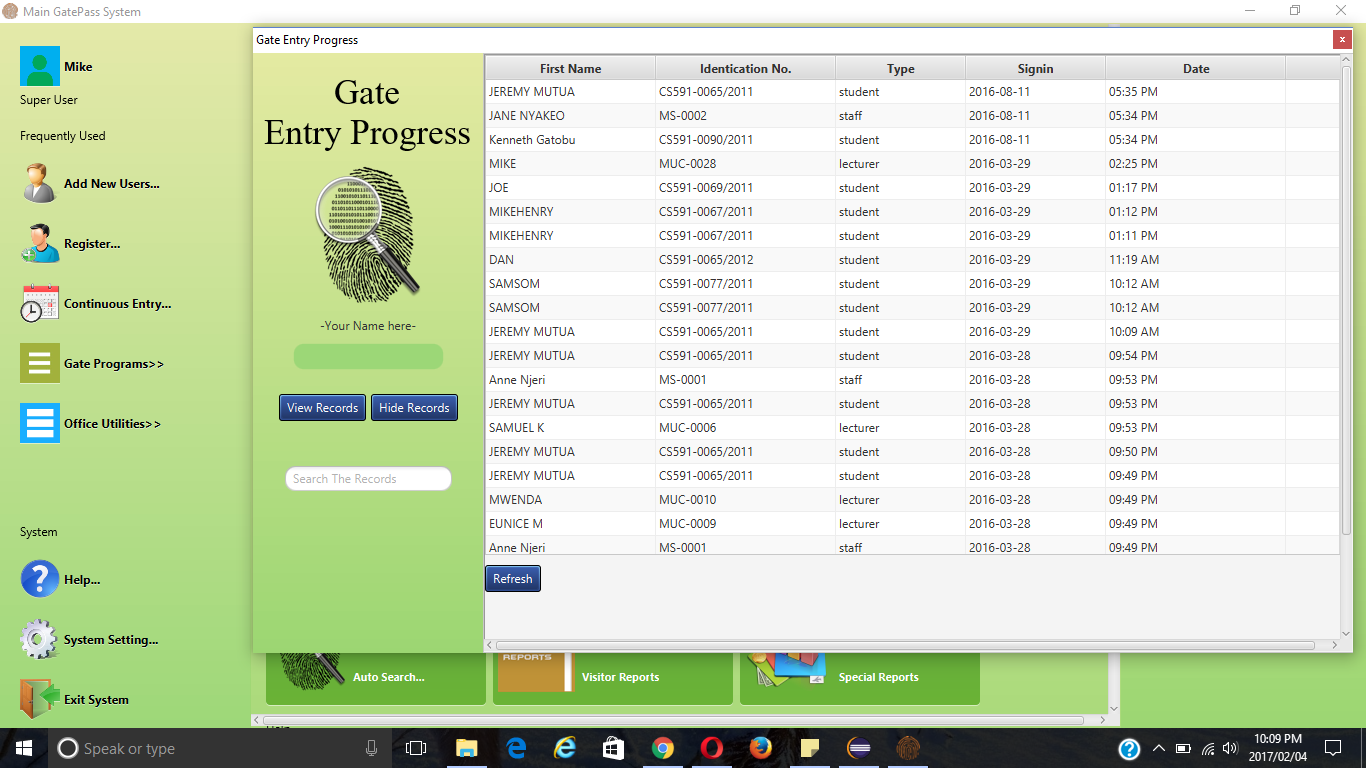 Main GatePass System
Mike
Super User
Frequently Used
Add New Users...
Register...
Continuous Entry...
Gate Programs>>
Office Utilities>>
System
Help...
System Setting...
Exit System
Gate Entry Progress
x
Gate
Entry Progress
-Your Name here-
View Records Hide Records
Search The Records
First Name Identication No. Type Signin Date
JEREMY MUTUA CS591-0065/2011 student 2016-08-11 05:35 PM
JANE NYAKEO MS-0002 staff 2016-08-11 05:34 PM
Kenneth Gatobu CS591-0090/2011 student 2016-08-11 05:34 PM
MIKE MUC-0028 lecturer 2016-03-29 02:25 PM
JOE CS591-0069/2011 student 2016-03-29 01:17 PM
MIKEHENRY CS591-0067/2011 student 2016-03-29 01:12 PM
MIKEHENRY CS591-0067/2011 student 2016-03-29 01:11 PM
DAN CS591-0065/2012 student 2016-03-29 11:19 AM
SAMSOM CS591-0077/2011 student 2016-03-29 10:12 AM
SAMSOM CS591-0077/2011 student 2016-03-29 10:12 AM
JEREMY MUTUA CS591-0065/2011 student 2016-03-29 10:09 AM
JEREMY MUTUA CS591-0065/2011 student 2016-03-28 09:54 PM
Anne Njeri MS-0001 staff 2016-03-28 09:53 PM
JEREMY MUTUA CS591-0065/2011 student 2016-03-28 09:53 PM
SAMUEL K MUC-0006 lecturer 2016-03-28 09:53 PM
JEREMY MUTUA CS591-0065/2011 student 2016-03-28 09:50 PM
JEREMY MUTUA CS591-0065/2011 student 2016-03-28 09:49 PM
MWENDA MUC-0010 lecturer 2016-03-28 09:49 PM
EUNICE M MUC-0009 lecturer 2016-03-28 09:49 PM
Anne Njeri MS-0001 staff 2016-03-28 09:49 PM
Refresh
REPORTS
Auto Search... Visitor Reports Special Reports
Speak or type
10:09 PM
2017/02/04